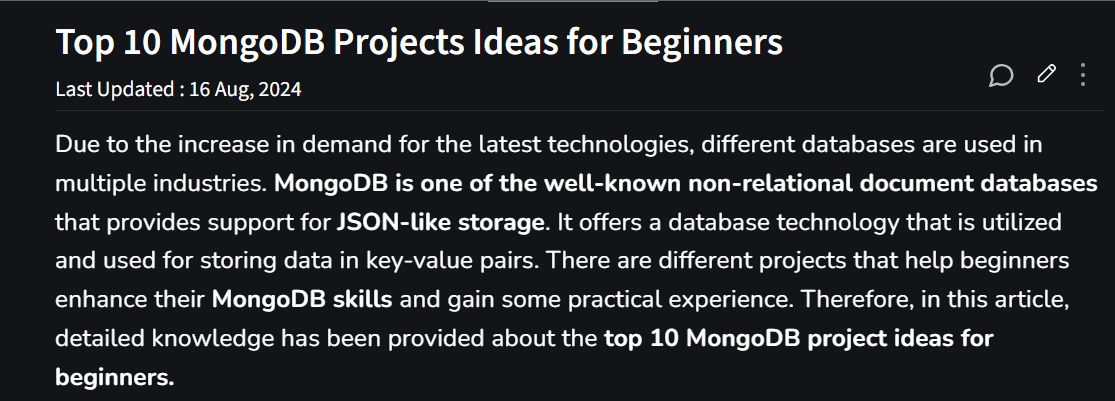 Top 10 MongoDB Projects Ideas for Beginners
Last Updated : 16 Aug, 2024
Due to the increase in demand for the latest technologies, different databases are used in
multiple industries. MongoDB is one of the well-known non-relational document databases
that provides support for JSON-like storage. It offers a database technology that is utilized
and used for storing data in key-value pairs. There are different projects that help beginners
enhance their MongoDB skills and gain some practical experience. Therefore, in this article,
detailed knowledge has been provided about the top 10 MongoDB project ideas for
beginners.